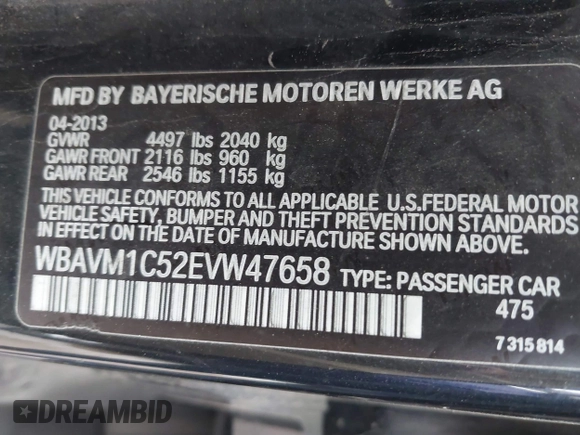 MFD BY BAYERISCHE MOTOREN WERKE AG
04-2013
GVWR 4497 lbs 2040 kg
GAWR FRONT 2116 lbs 960 kg
GAWR REAR 2546 lbs 1155 kg
THIS VEHICLE CONFORMS TO ALL APPLICABLE U.S.FEDERAL MOTOR
VEHICLE SAFETY, BUMPER AND THEFT PREVENTION STANDARDS
IN EFFECT ON THE DATE OF MANUFACTURE SHOWN ABOVE.
WBAVM1C52EVW47658 TYPE: PASSENGER CAR
475
7 315 814
DREAMBID